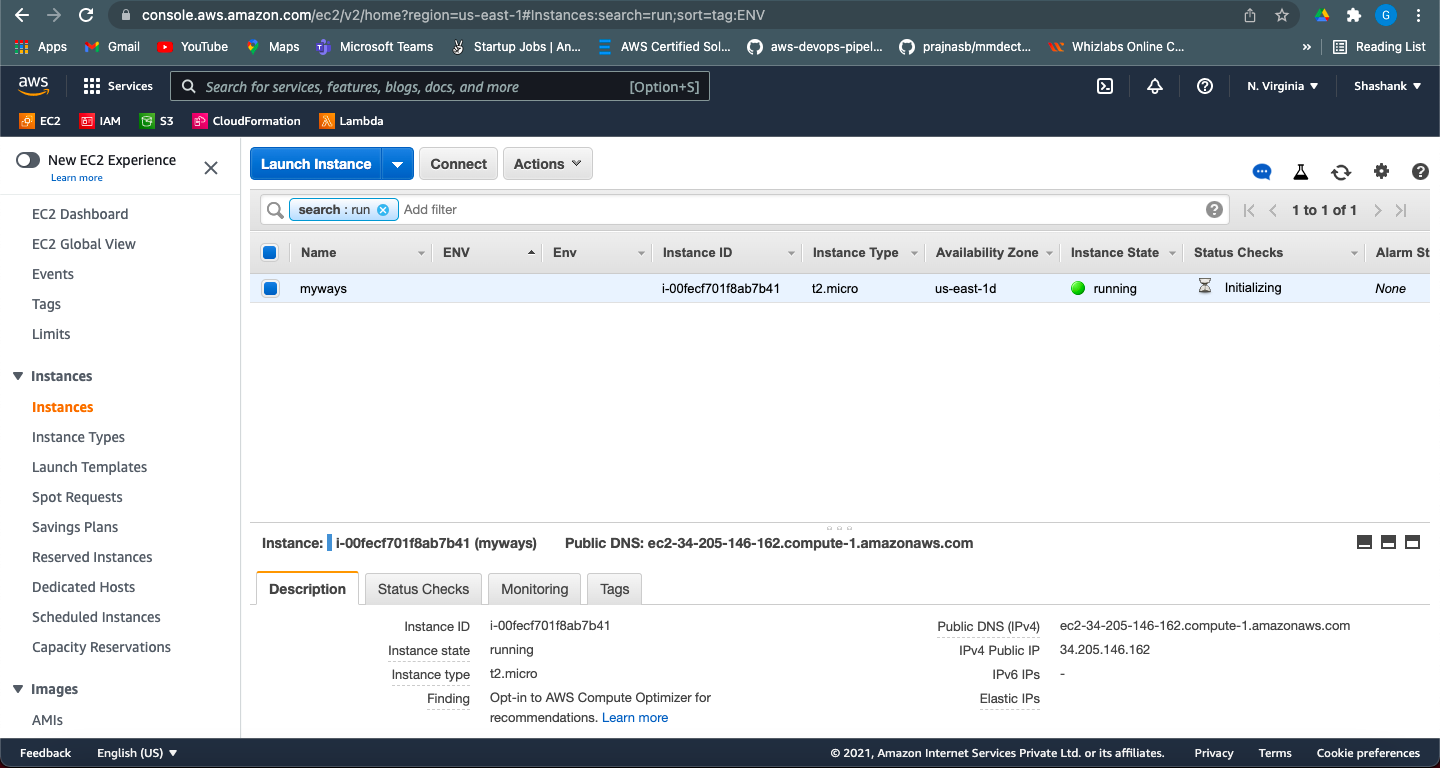 console.aws.amazon.com/ec2/v2/home?region=us-east-1#Instances:search=run;sort=tag:ENV
G
Apps Gmail YouTube Maps Microsoft Teams Startup Jobs | An... AWS Certified Sol... aws-devops-pipel... prajnasb/mmdect... Whizlabs Online C... » Reading List
aws Services Search for services, features, blogs, docs, and more [Option+S] N. Virginia Shashank
EC2 IAM S3 CloudFormation Lambda
New EC2 Experience
Learn more
EC2 Dashboard
EC2 Global View
Events
Tags
Limits
Instances
Instances
Instance Types
Launch Templates
Spot Requests
Savings Plans
Reserved Instances
Dedicated Hosts
Scheduled Instances
Capacity Reservations
Images
AMIs
Launch Instance Connect Actions
search : run Add filter 1 to 1 of 1
Name ENV Env Instance ID Instance Type Availability Zone Instance State Status Checks Alarm St
myways i-00fecf701f8ab7b41 t2.micro us-east-1d running Initializing None
Instance: i-00fecf701f8ab7b41 (myways) Public DNS: ec2-34-205-146-162.compute-1.amazonaws.com
Description Status Checks Monitoring Tags
Instance ID i-00fecf701f8ab7b41
Instance state running
Instance type t2.micro
Finding Opt-in to AWS Compute Optimizer for
recommendations. Learn more
Public DNS (IPv4) ec2-34-205-146-162.compute-1.amazonaws.com
IPv4 Public IP 34.205.146.162
IPv6 IPs -
Elastic IPs
Feedback English (US) © 2021, Amazon Internet Services Private Ltd. or its affiliates. Privacy Terms Cookie preferences